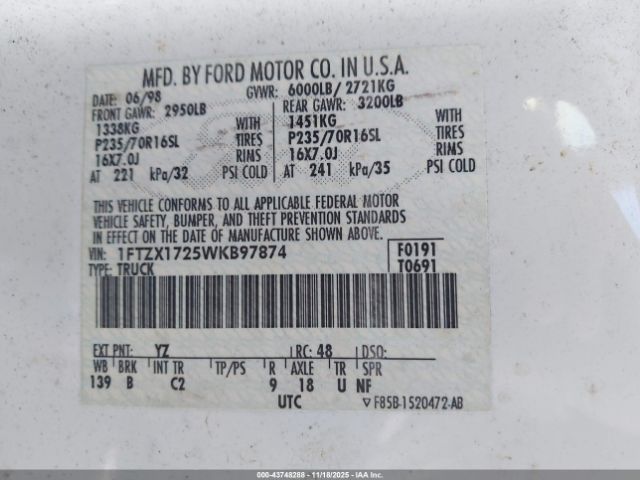 MFD. BY FORD MOTOR CO. IN U.S.A.
DATE: 06/98 GVWR: 6000LB/ 2721KG
FRONT GAWR: 2950LB REAR GAWR: 3200LB
1338KG WITH 1451KG WITH
P235/70R16SL TIRES P235/70R16SL TIRES
16X7.0J RIMS 16X7.0J RIMS
AT 221 kPa/32 PSI COLD AT 241 kPa/35 PSI COLD
THIS VEHICLE CONFORMS TO ALL APPLICABLE FEDERAL MOTOR
VEHICLE SAFETY, BUMPER, AND THEFT PREVENTION STANDARDS
IN EFFECT ON THE DATE OF MANUFACTURE SHOWN ABOVE.
VIN: 1FTZX1725WKB97874 F0191
TYPE: TRUCK T0691
EXT PNT: YZ RC: 48 DSO:
WB BRK INT TR TP/PS R AXLE TR SPR
139 B C2 9 18 U NF
UTC ▽ F85B-1520472-AB
000-43748288 - 11/18/2025 - IAAI.com